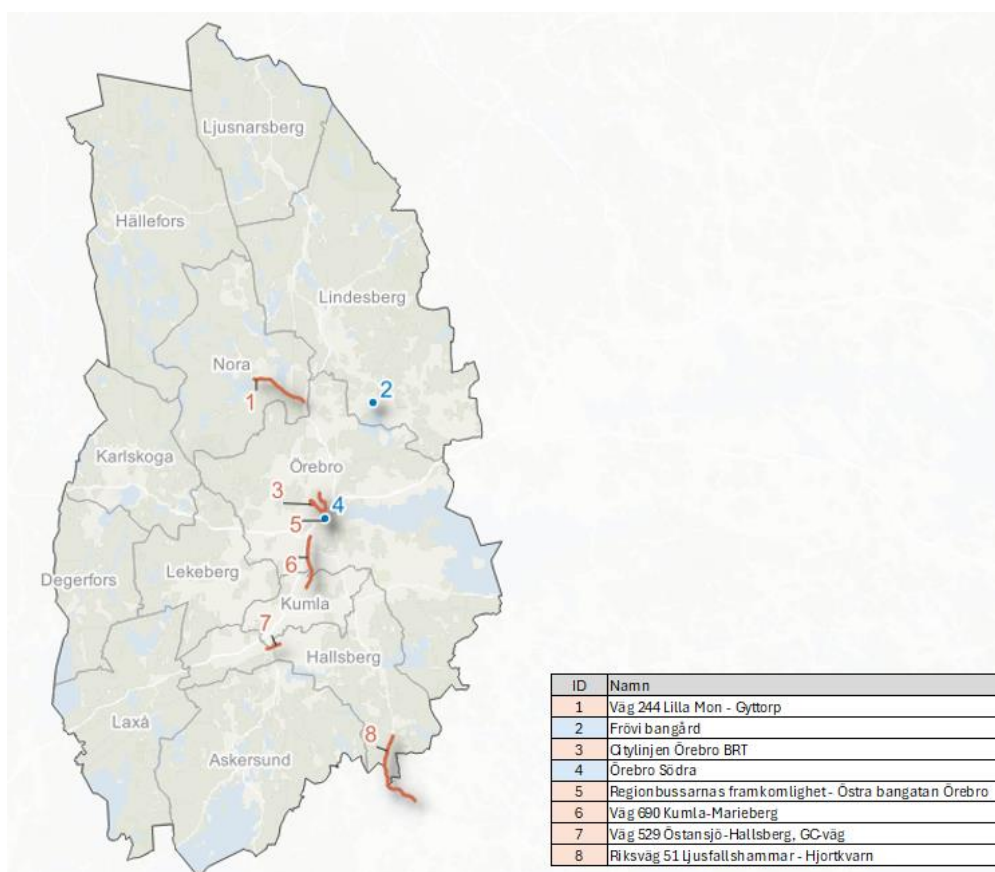 Ljusnarsberg
Hällefors
Lindesberg
Nora
1
2
Karlskoga
Örebro
3
4
5
6
Degerfors
Lekeberg
Kumla
7
Hallsberg
Laxå
8
Askersund
ID Namn
1 Väg 244 Lilla Mon - Gyttorp
2 Frövi bangård
3 Citylinjen Örebro BRT
4 Örebro Södra
5 Regionbussarnas framkomlighet - Östra bangatan Örebro
6 Väg 690 Kumla-Marieberg
7 Väg 529 Östansjö-Hallsberg, GC-väg
8 Riksväg 51 Ljusfallshammar - Hjortkvarn